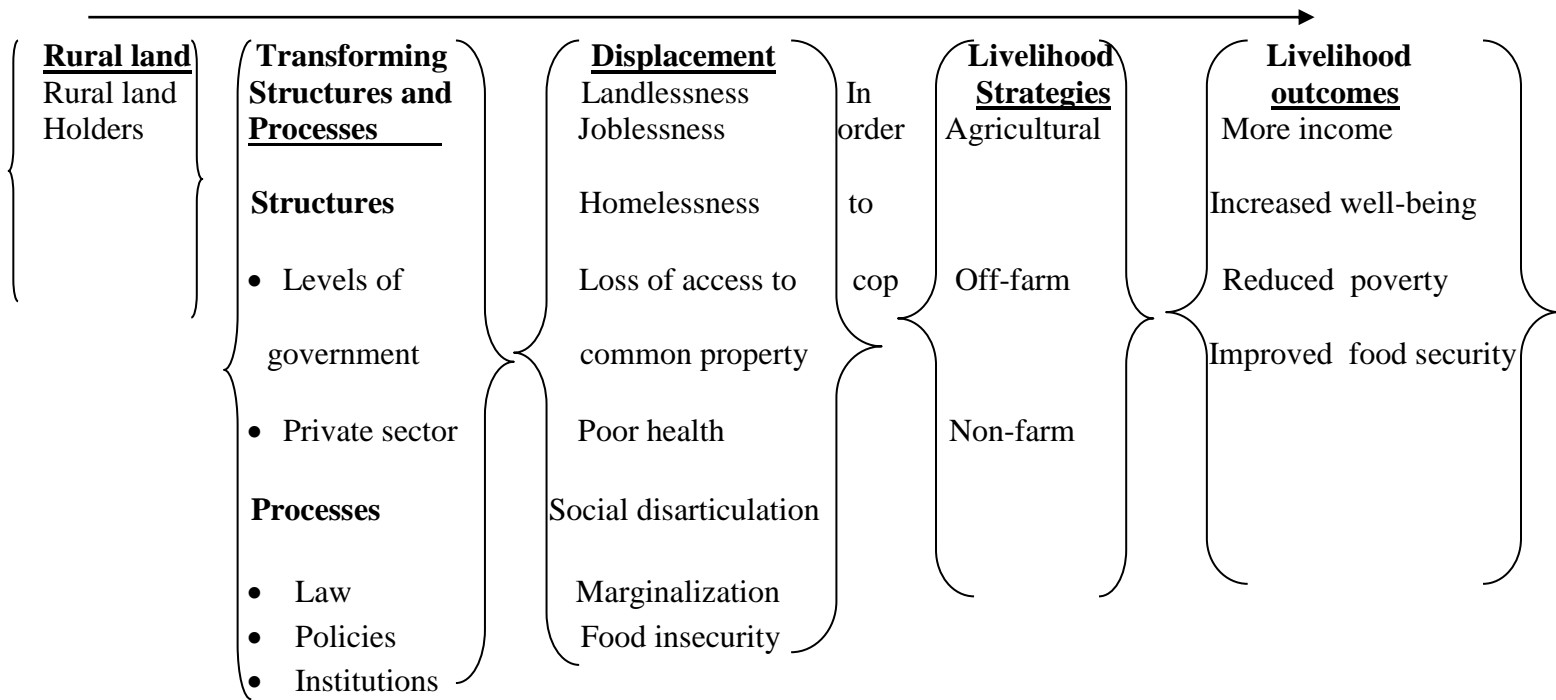 Rural land
Rural land
Holders
Transforming
Structures and
Processes
Structures
• Levels of
government
• Private sector
Processes
• Law
• Policies
• Institutions
Displacement
Landlessness
Joblessness
Homelessness
Loss of access to
common property
Poor health
Social disarticulation
Marginalization
Food insecurity
In
order
to
cop
Livelihood
Strategies
Agricultural
Off-farm
Non-farm
Livelihood
outcomes
More income
Increased well-being
Reduced poverty
Improved food security